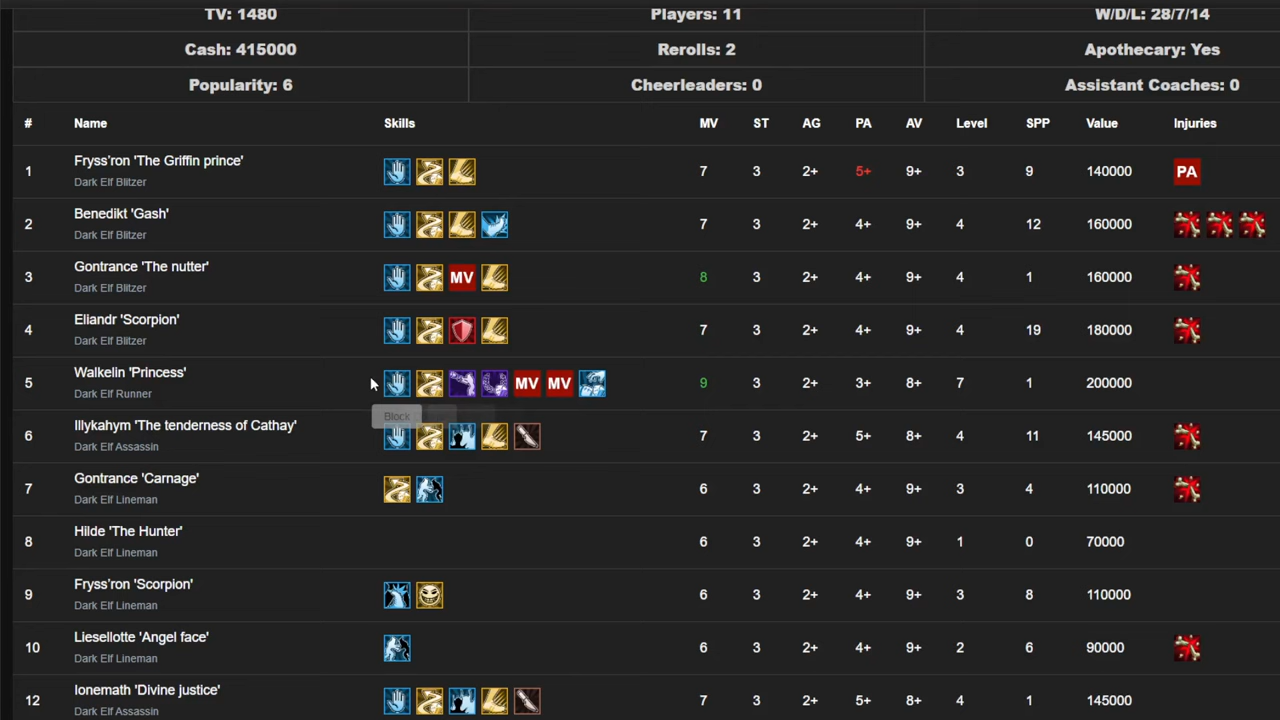 TV: 1480 Players: 11 W/D/L: 28/7/14
Cash: 415000 Rerolls: 2 Apothecary: Yes
Popularity: 6 Cheerleaders: 0 Assistant Coaches: 0
# Name Skills MV ST AG PA AV Level SPP Value Injuries
1 Fryss'ron 'The Griffin prince' 7 3 2+ 5+ 9+ 3 9 140000 PA
Dark Elf Blitzer
2 Benedikt 'Gash' 7 3 2+ 4+ 9+ 4 12 160000
Dark Elf Blitzer
3 Gontrance 'The nutter' MV 8 3 2+ 4+ 9+ 4 1 160000
Dark Elf Blitzer
4 Eliandr 'Scorpion' 7 3 2+ 4+ 9+ 4 19 180000
Dark Elf Blitzer
5 Walkelin 'Princess' MV MV 9 3 2+ 3+ 8+ 7 1 200000
Dark Elf Runner
Block
6 Illykahym 'The tenderness of Cathay' 7 3 2+ 5+ 8+ 4 11 145000
Dark Elf Assassin
7 Gontrance 'Carnage' 6 3 2+ 4+ 9+ 3 4 110000
Dark Elf Lineman
8 Hilde 'The Hunter' 6 3 2+ 4+ 9+ 1 0 70000
Dark Elf Lineman
9 Fryss'ron 'Scorpion' 6 3 2+ 4+ 9+ 3 8 110000
Dark Elf Lineman
10 Liesellotte 'Angel face' 6 3 2+ 4+ 9+ 2 6 90000
Dark Elf Lineman
12 Ionemath 'Divine justice' 7 3 2+ 5+ 8+ 4 1 145000
Dark Elf Assassin